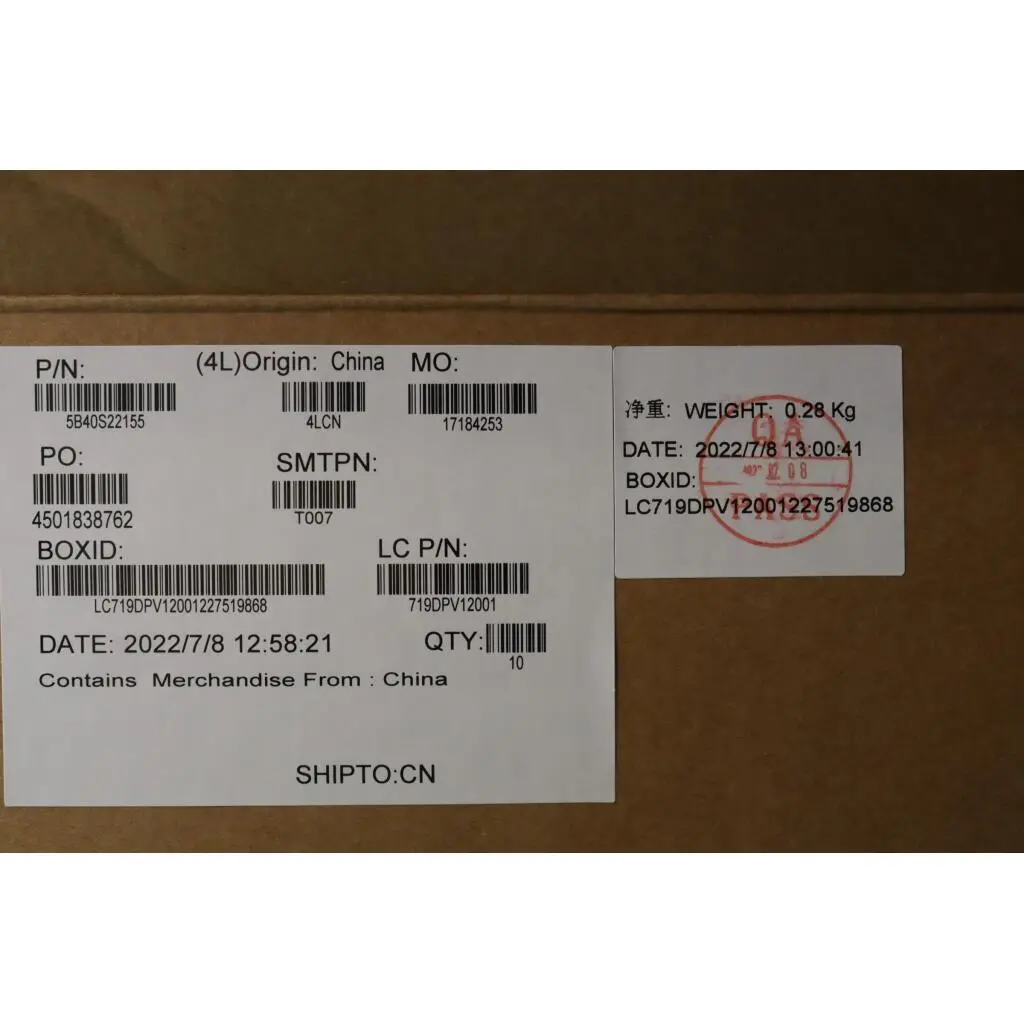 P/N: (4L)Origin: China MO:
5B40S22155 4LCN 17184253
PO: SMTPN:
4501838762 T007
BOXID: LC P/N:
LC719DPV12001227519868 719DPV12001
DATE: 2022/7/8 12:58:21 QTY:
10
Contains Merchandise From : China
SHIPTO:CN
净重: WEIGHT: 0.28 Kg
DATE: 2022/7/8 13:00:41
BOXID:
LC719DPV12001227519868
QA
PASS